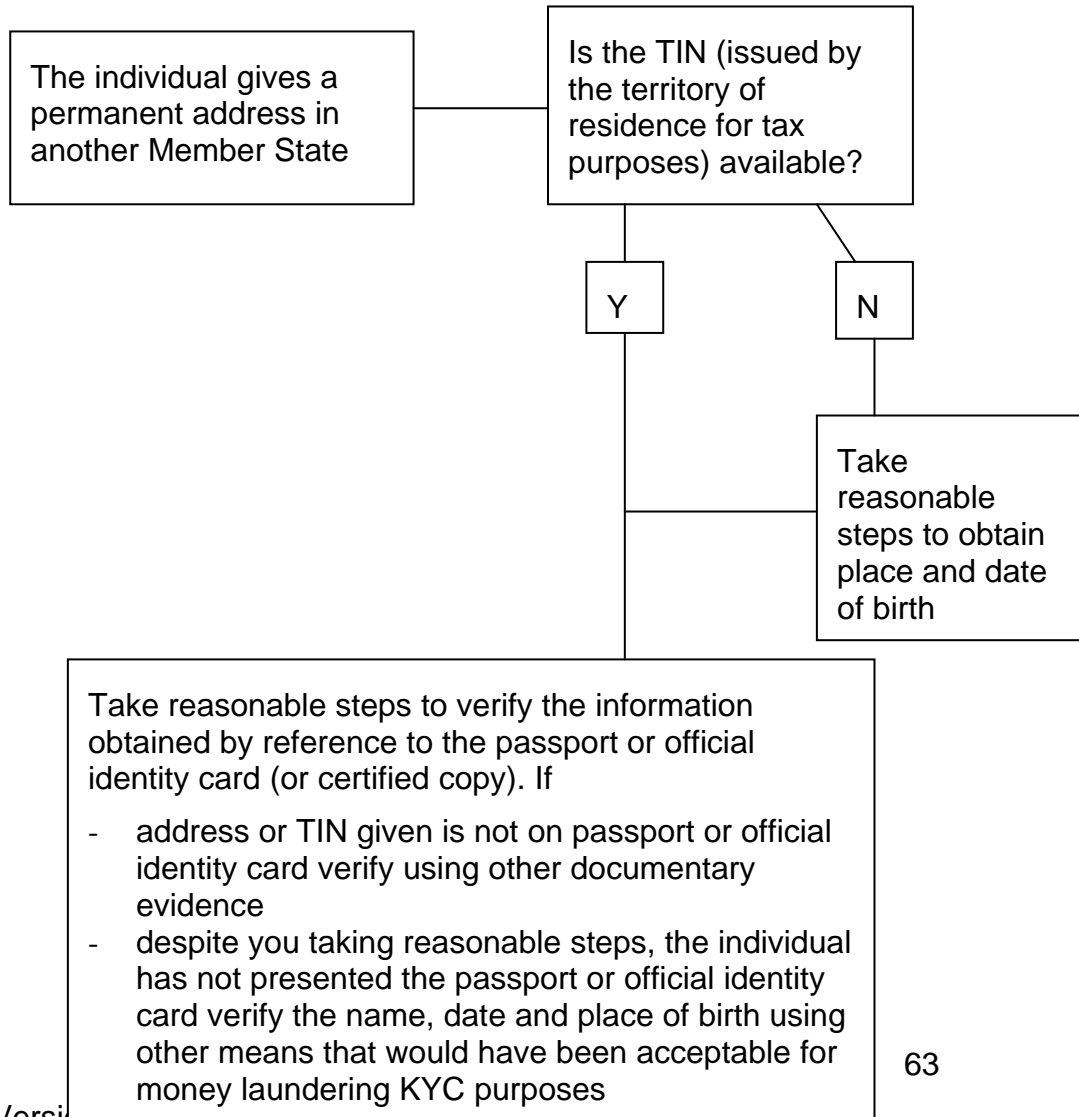 The individual gives a
permanent address in
another Member State
Is the TIN (issued by
the territory of
residence for tax
purposes) available?
Y
N
Take
reasonable
steps to obtain
place and date
of birth
Take reasonable steps to verify the information
obtained by reference to the passport or official
identity card (or certified copy). If
- address or TIN given is not on passport or official
identity card verify using other documentary
evidence
- despite you taking reasonable steps, the individual
has not presented the passport or official identity
card verify the name, date and place of birth using
other means that would have been acceptable for
money laundering KYC purposes
63